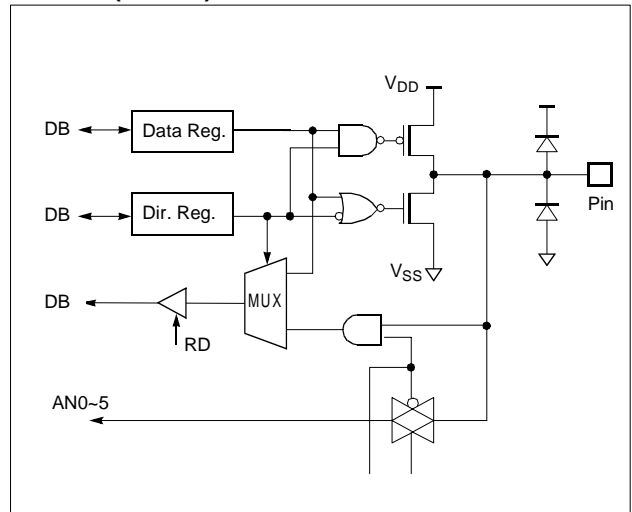 VDD
DB
Data Reg.
DB
Dir. Reg.
Pin
VSS
DB
MUX
RD
AN0~5